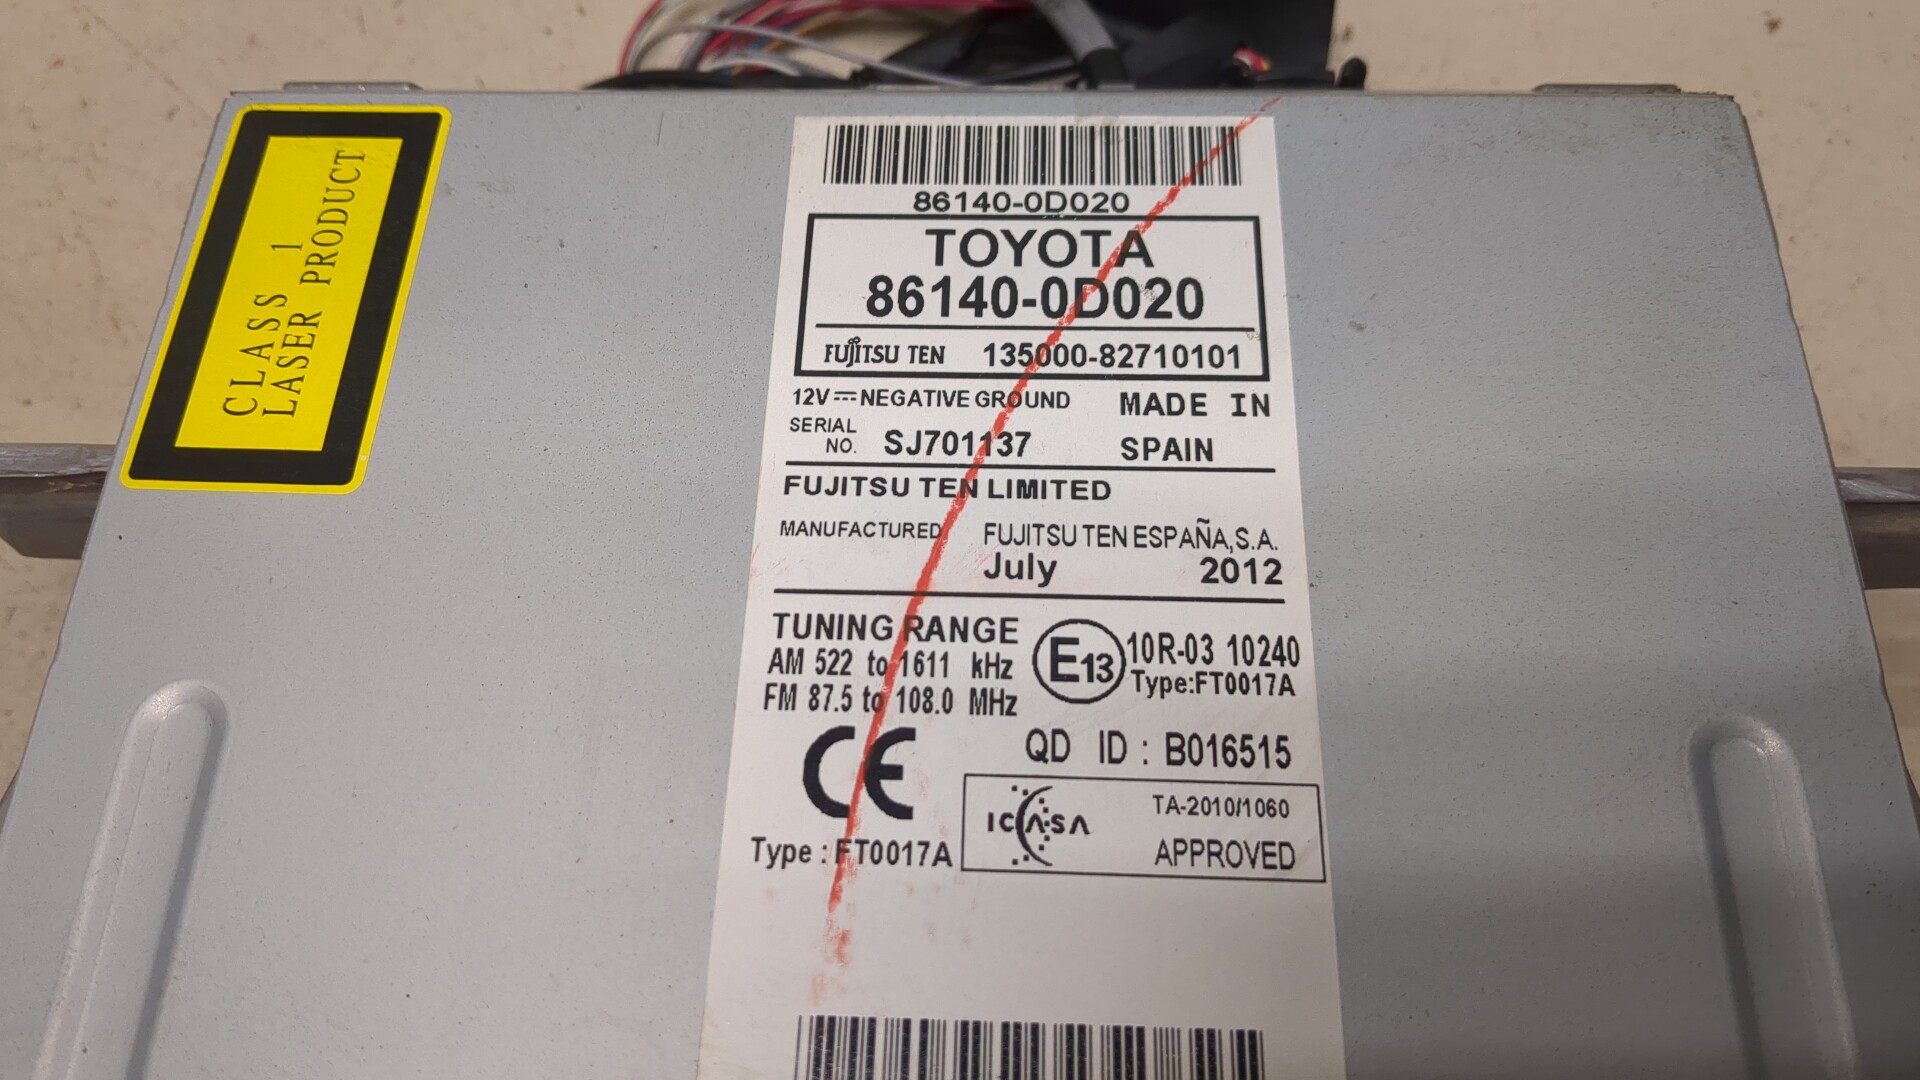 CLASS 1
LASER PRODUCT
86140-0D020
TOYOTA
86140-0D020
FUJITSU TEN 135000-82710101
12V NEGATIVE GROUND
MADE IN
SPAIN
SERIAL
NO. SJ701137
FUJITSU TEN LIMITED
MANUFACTURED FUJITSU TEN ESPAÑA,S.A.
July 2012
TUNING RANGE
AM 522 to 1611 kHz
FM 87.5 to 108.0 MHz
E13 10R-03 10240
Type:FT0017A
CE
QD ID : B016515
Type : FT0017A
ICASA
TA-2010/1060
APPROVED